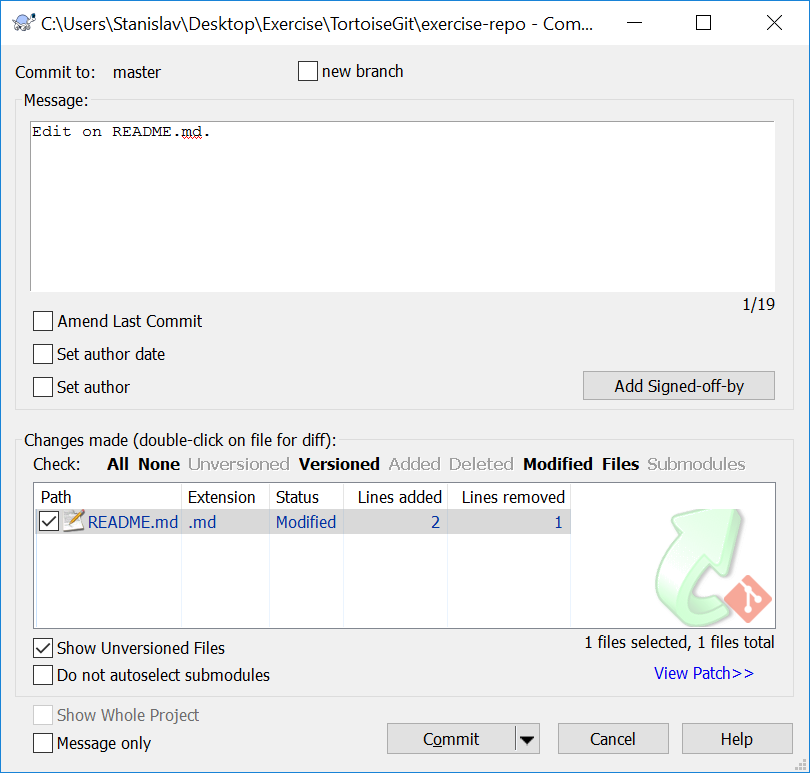 C:\Users\Stanislav\Desktop\Exercise\TortoiseGit\exercise-repo - Com...
Commit to: master new branch
Message:
Edit on README.md.
1/19
Amend Last Commit
Set author date
Set author
Add Signed-off-by
Changes made (double-click on file for diff):
Check: All None Unversioned Versioned Added Deleted Modified Files Submodules
Path Extension Status Lines added Lines removed
README.md .md Modified 2 1
Show Unversioned Files
1 files selected, 1 files total
Do not autoselect submodules
View Patch>>
Show Whole Project
Message only
Commit Cancel Help